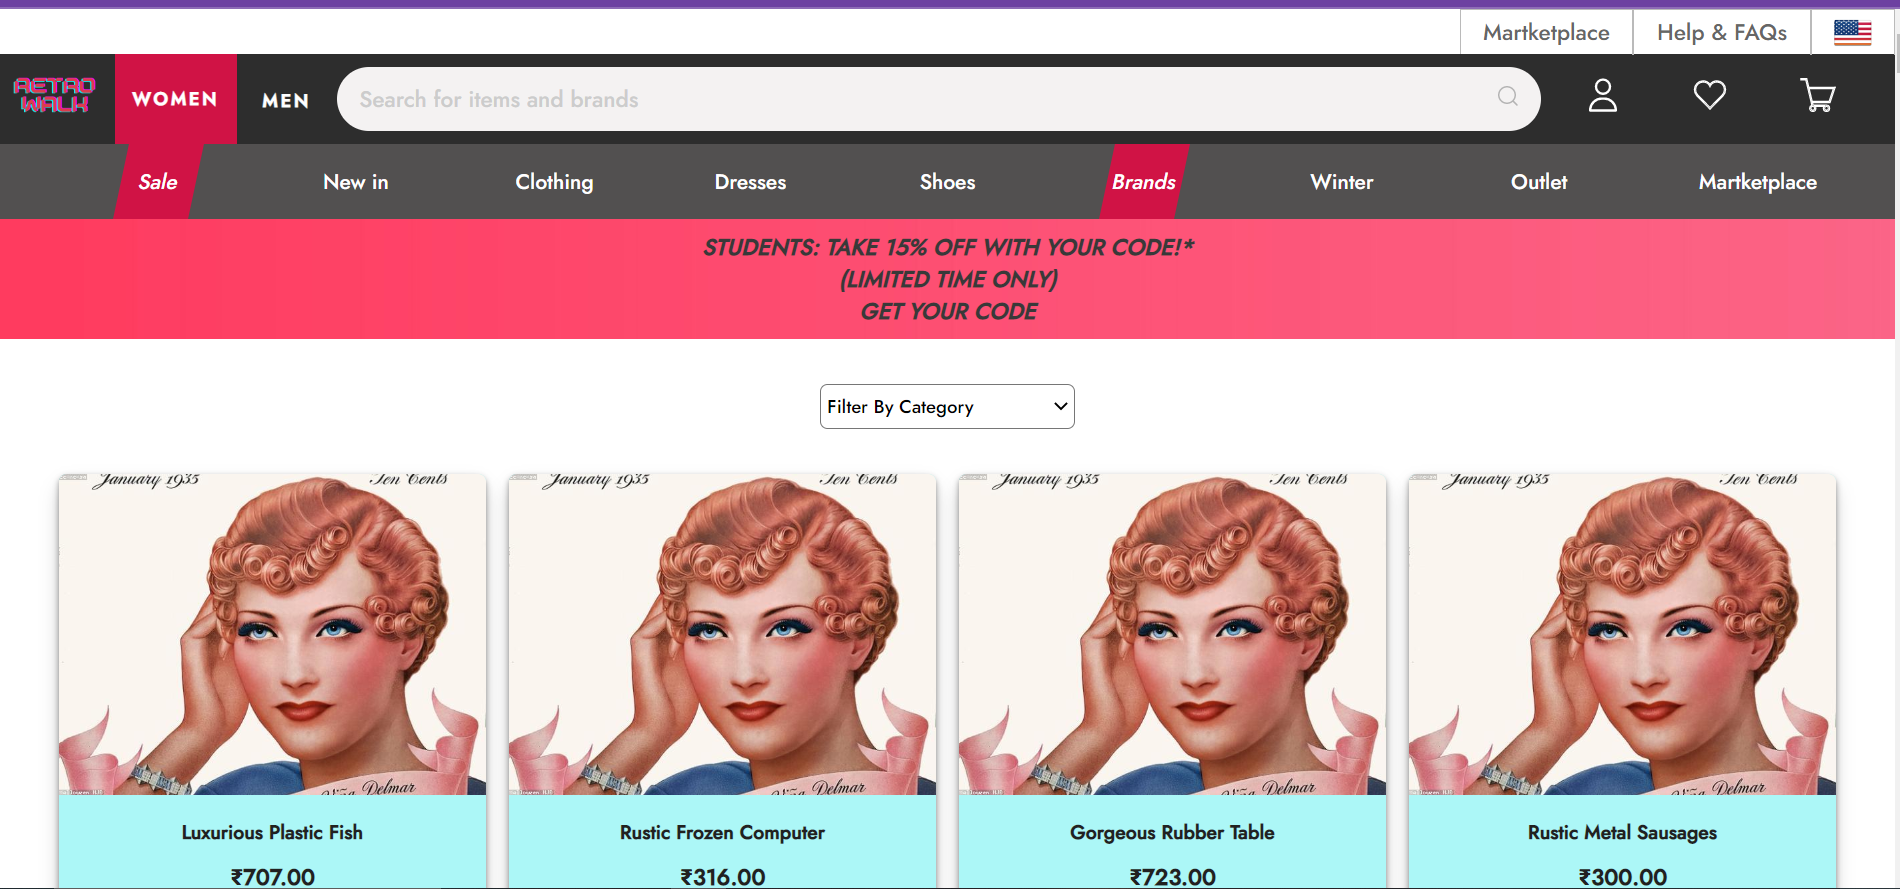 Martketplace
Help & FAQs
RETRO
WALK
WOMEN
MEN
Search for items and brands
Sale
New in
Clothing
Dresses
Shoes
Brands
Winter
Outlet
Martketplace
STUDENTS: TAKE 15% OFF WITH YOUR CODE!*
(LIMITED TIME ONLY)
GET YOUR CODE
Filter By Category
January 1935
Ten Cents
January 1935
Ten Cents
January 1935
Ten Cents
January 1935
Ten Cents
Viña Delmar
Viña Delmar
Viña Delmar
Viña Delmar
Luxurious Plastic Fish
Rustic Frozen Computer
Gorgeous Rubber Table
Rustic Metal Sausages
₹707.00
₹316.00
₹723.00
₹300.00